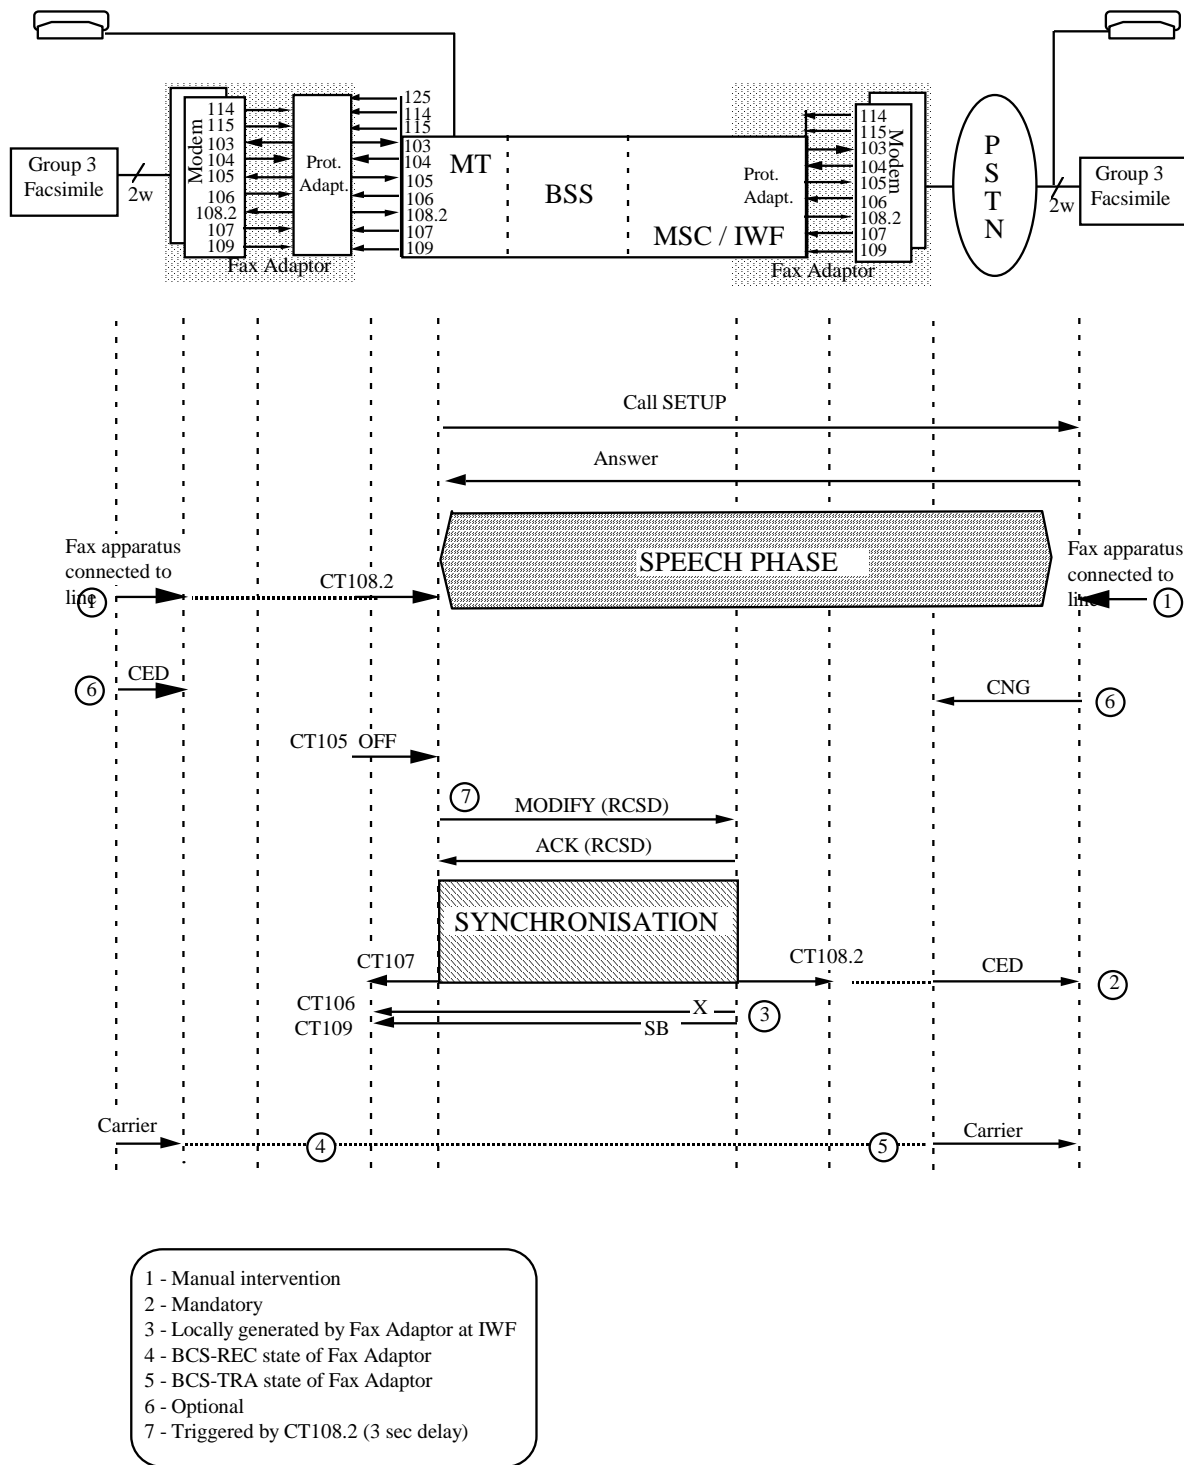 125
114
114
115
115
103
103
104
104
105
105
106
106
108.2
108.2
107
107
109
109
Modem
Prot.
Adapt.
Group 3
Facsimile
2w
Fax Adaptor
MT
BSS
MSC / IWF
Prot.
Adapt.
114
115
103
104
105
106
108.2
107
109
Modem
Fax Adaptor
P
S
T
N
2w
Group 3
Facsimile
Call SETUP
Answer
SPEECH PHASE
Fax apparatus
connected to
line
1
CT108.2
Fax apparatus
connected to
line
1
6
CED
CNG
6
CT105 OFF
7
MODIFY (RCSD)
ACK (RCSD)
SYNCHRONISATION
CT107
CT108.2
CED
2
CT106
X
3
CT109
SB
Carrier
4
5
Carrier
1 - Manual intervention
2 - Mandatory
3 - Locally generated by Fax Adaptor at IWF
4 - BCS-REC state of Fax Adaptor
5 - BCS-TRA state of Fax Adaptor
6 - Optional
7 - Triggered by CT108.2 (3 sec delay)